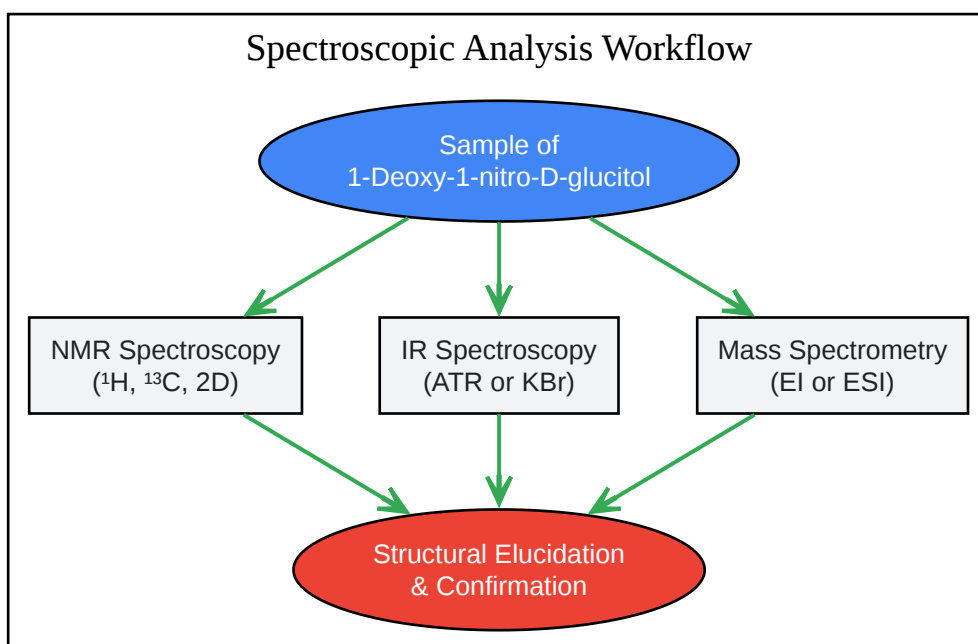 Spectroscopic Analysis Workflow
Sample of
1-Deoxy-1-nitro-D-glucitol
NMR Spectroscopy
(¹H, ¹³C, 2D)
IR Spectroscopy
(ATR or KBr)
Mass Spectrometry
(EI or ESI)
Structural Elucidation
& Confirmation